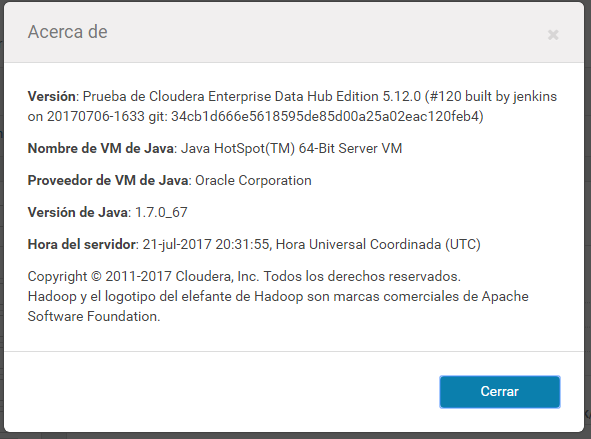 Acerca de
×
Versión: Prueba de Cloudera Enterprise Data Hub Edition 5.12.0 (#120 built by jenkins
on 20170706-1633 git: 34cb1d666e5618595de85d00a25a02eac120feb4)
Nombre de VM de Java: Java HotSpot(TM) 64-Bit Server VM
Proveedor de VM de Java: Oracle Corporation
Versión de Java: 1.7.0_67
Hora del servidor: 21-jul-2017 20:31:55, Hora Universal Coordinada (UTC)
Copyright © 2011-2017 Cloudera, Inc. Todos los derechos reservados.
Hadoop y el logotipo del elefante de Hadoop son marcas comerciales de Apache
Software Foundation.
Cerrar